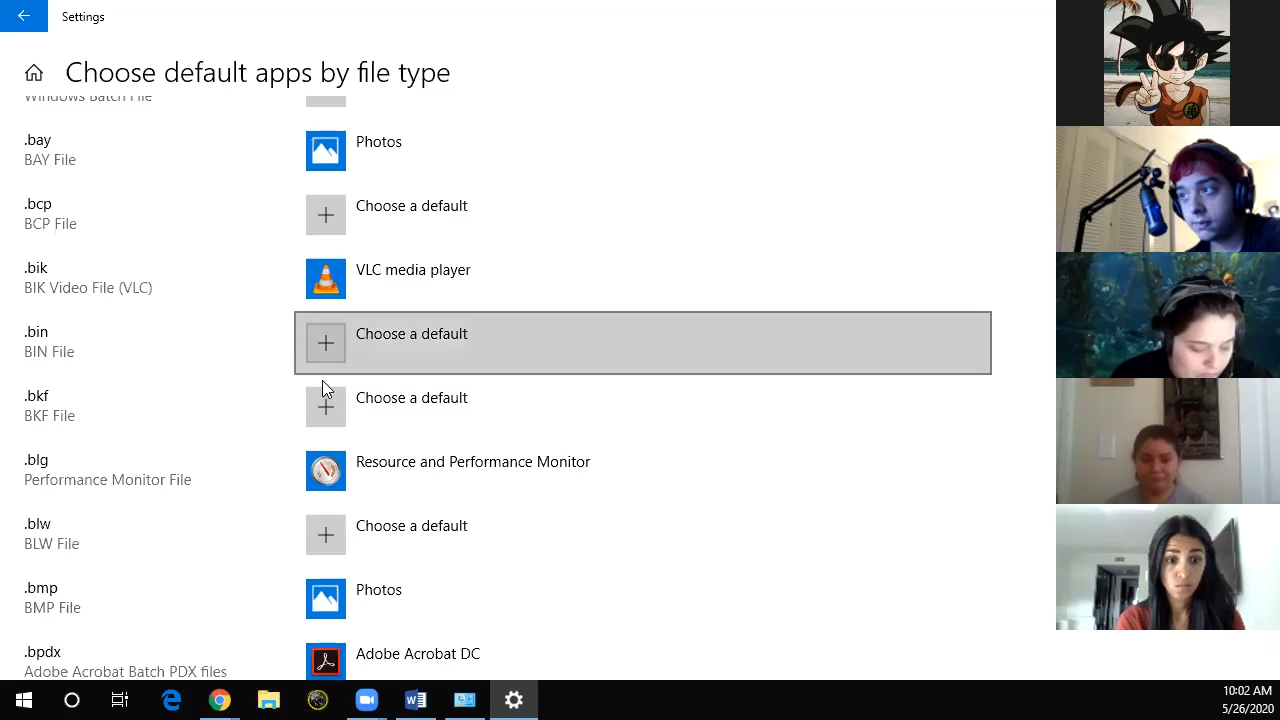 Settings
Choose default apps by file type
Windows Batch File
.bay
BAY File
Photos
.bcp
BCP File
Choose a default
.bik
BIK Video File (VLC)
VLC media player
.bin
BIN File
Choose a default
.bkf
BKF File
Choose a default
.blg
Performance Monitor File
Resource and Performance Monitor
.blw
BLW File
Choose a default
.bmp
BMP File
Photos
.bpdx
Adobe Acrobat Batch PDX files
Adobe Acrobat DC
10:02 AM
5/26/2020